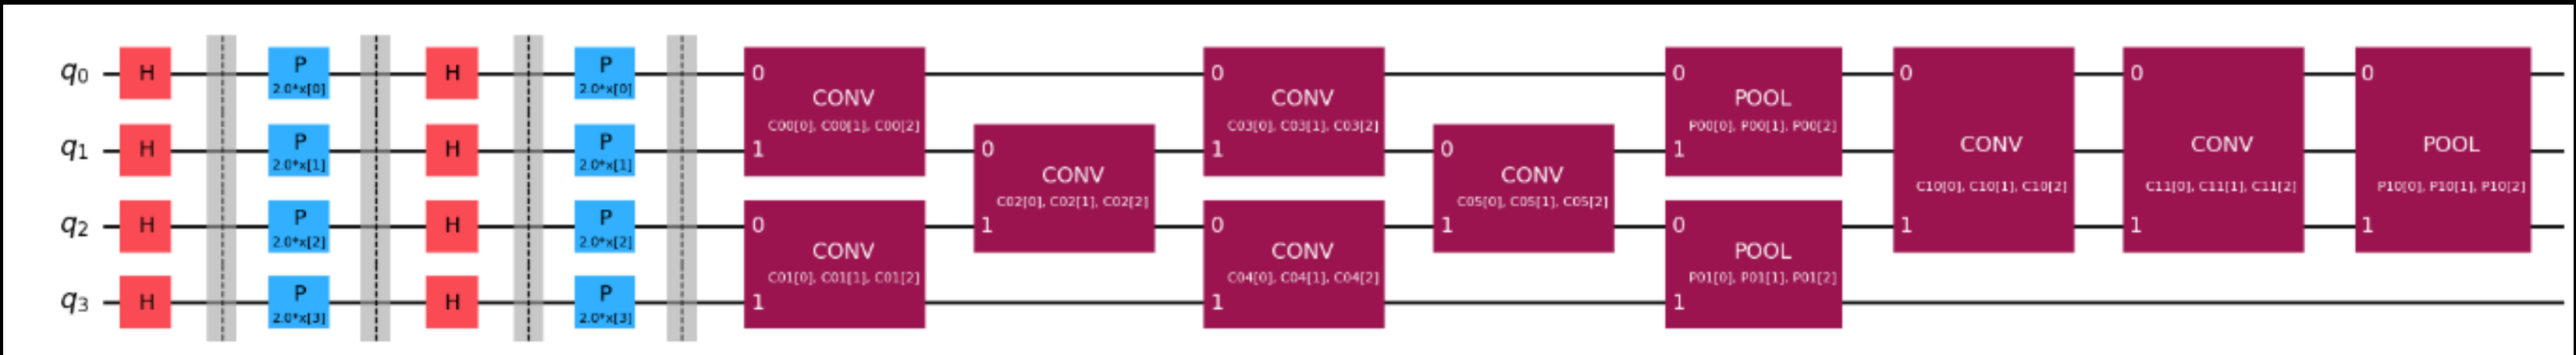 q0 H P 2.0*x[0] H P 2.0*x[0]
q1 H P 2.0*x[1] H P 2.0*x[1]
q2 H P 2.0*x[2] H P 2.0*x[2]
q3 H P 2.0*x[3] H P 2.0*x[3]
0 1 CONV
C00[0], C00[1], C00[2]
0 1 CONV
C01[0], C01[1], C01[2]
0 1 CONV
C02[0], C02[1], C02[2]
0 1 CONV
C03[0], C03[1], C03[2]
0 1 CONV
C04[0], C04[1], C04[2]
0 1 CONV
C05[0], C05[1], C05[2]
0 1 POOL
P00[0], P00[1], P00[2]
0 1 POOL
P01[0], P01[1], P01[2]
0 1 CONV
C10[0], C10[1], C10[2]
0 1 CONV
C11[0], C11[1], C11[2]
0 1 POOL
P10[0], P10[1], P10[2]